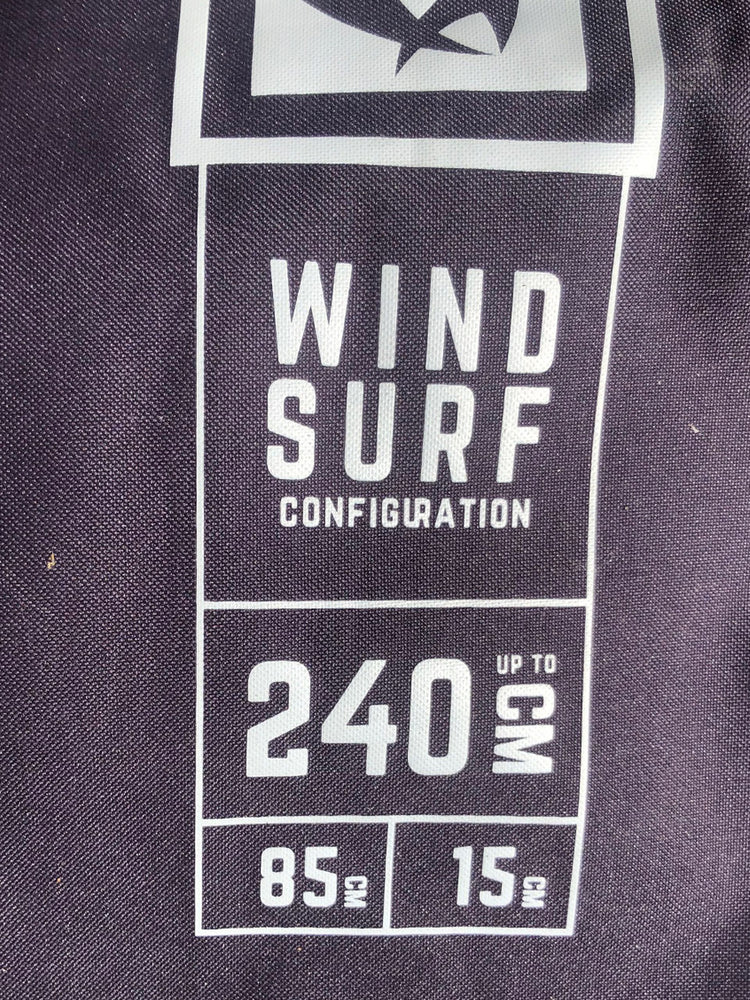 WIND
SURF
CONFIGURATION
UP TO
240 CM
85 CM 15 CM